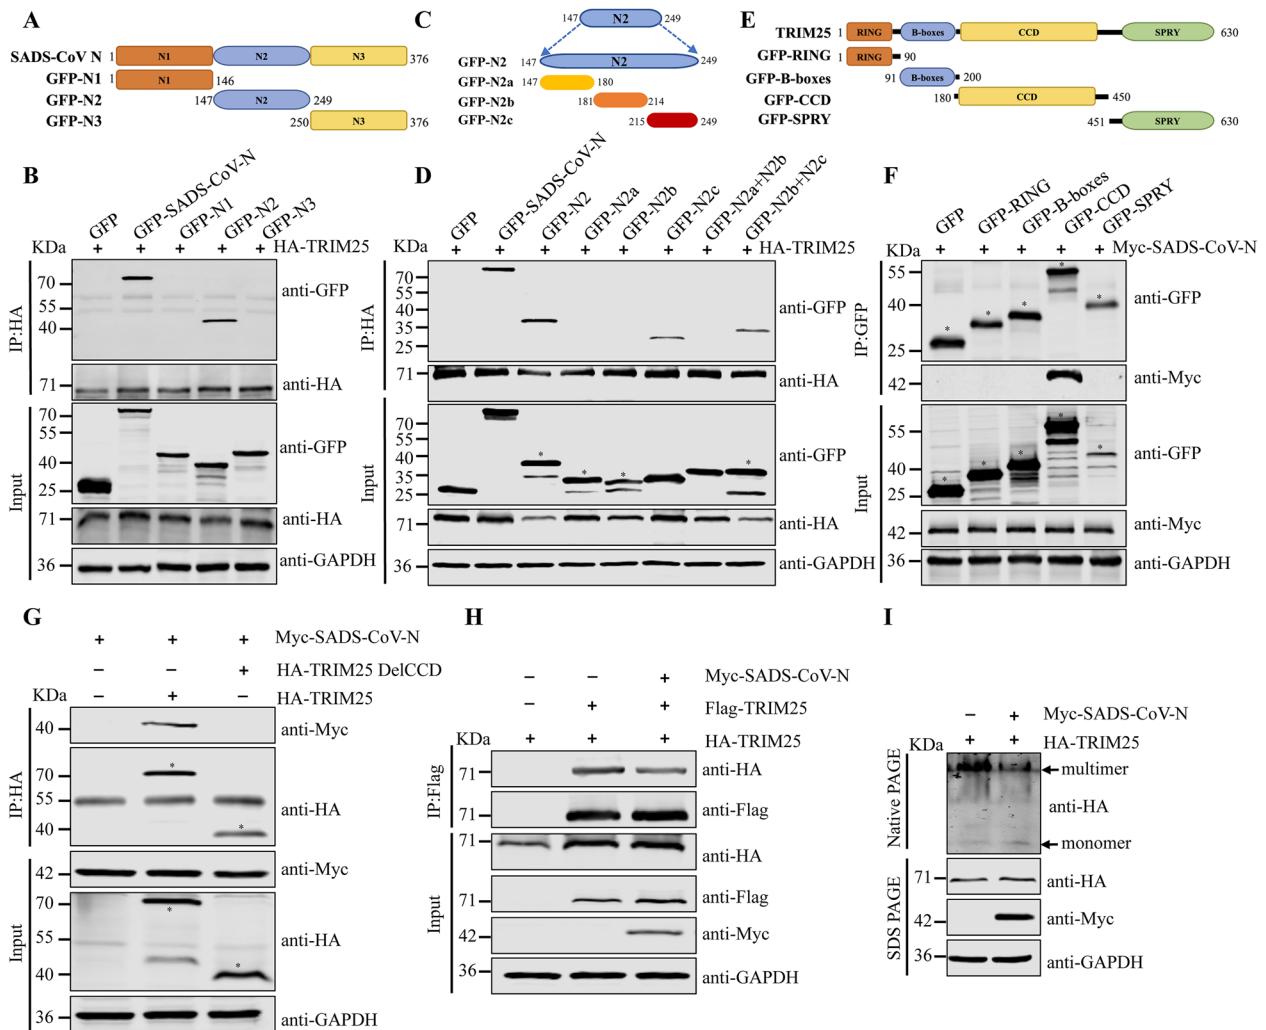 A
SADS-CoV N 1 N1 N2 N3 376
GFP-N1 1 N1 146
GFP-N2 147 N2 249
GFP-N3 250 N3 376
B
GFP GFP-SADS-CoV-N GFP-N1 GFP-N2 GFP-N3
KDa + + + + + HA-TRIM25
IP:HA
70
55
40
anti-GFP
71 anti-HA
Input
70
55
40
25
anti-GFP
71 anti-HA
36 anti-GAPDH
C
147 N2 249
GFP-N2 147 N2 249
GFP-N2a 147 180
GFP-N2b 181 214
GFP-N2c 215 249
D
GFP GFP-SADS-CoV-N GFP-N2 GFP-N2a GFP-N2b GFP-N2c GFP-N2a+N2b GFP-N2b+N2c
KDa + + + + + + + + HA-TRIM25
IP:HA
70
55
40
35
25
anti-GFP
71 anti-HA
Input
70
55
40
35
25
* * * *
anti-GFP
71 anti-HA
36 anti-GAPDH
E
TRIM25 1 RING B-boxes CCD SPRY 630
GFP-RING 1 RING 90
GFP-B-boxes 91 B-boxes 200
GFP-CCD 180 CCD 450
GFP-SPRY 451 SPRY 630
F
GFP GFP-RING GFP-B-boxes GFP-CCD GFP-SPRY
KDa + + + + + Myc-SADS-CoV-N
IP:GFP
55
40
25
* * * * *
anti-GFP
42 anti-Myc
Input
55
40
25
* * * * *
anti-GFP
42 anti-Myc
36 anti-GAPDH
G
+ + + Myc-SADS-CoV-N
− − + HA-TRIM25 DelCCD
KDa − + − HA-TRIM25
IP:HA
40 anti-Myc
70
55
40
* *
anti-HA
Input
42 anti-Myc
70
55
40
* *
anti-HA
36 anti-GAPDH
H
− − + Myc-SADS-CoV-N
− + + Flag-TRIM25
KDa + + + HA-TRIM25
IP:Flag
71 anti-HA
71 anti-Flag
Input
71 anti-HA
71 anti-Flag
42 anti-Myc
36 anti-GAPDH
I
− + Myc-SADS-CoV-N
KDa + + HA-TRIM25
Native PAGE
multimer
anti-HA
monomer
SDS PAGE
71 anti-HA
42 anti-Myc
36 anti-GAPDH